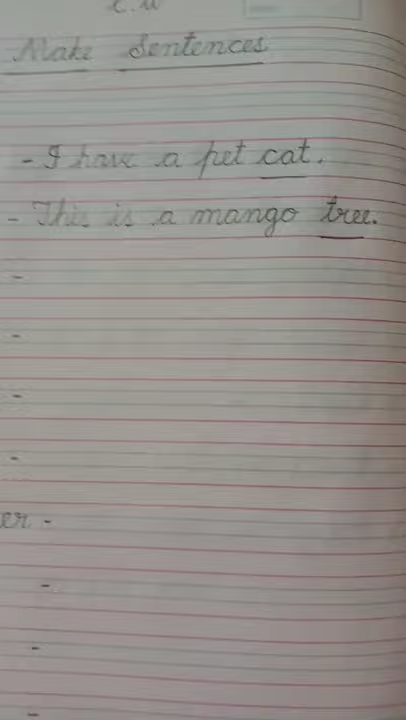 C.W
Make Sentences
- I have a pet cat.
- This is a mango tree.
-
-
-
-
er -
-
-
-